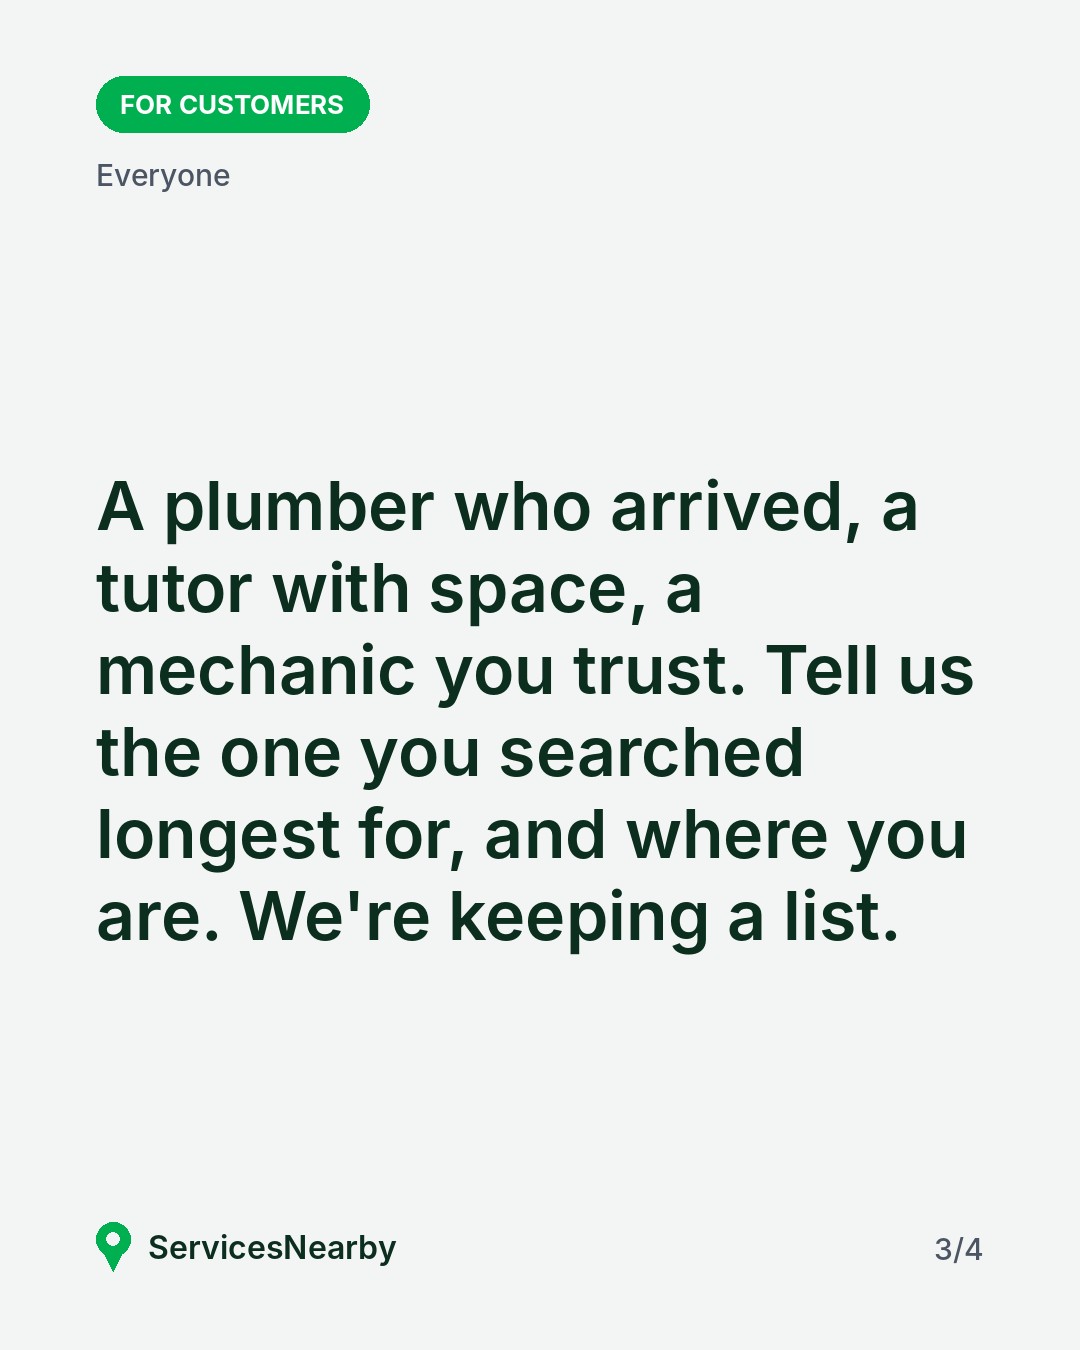 FOR CUSTOMERS
Everyone
A plumber who arrived, a
tutor with space, a
mechanic you trust. Tell us
the one you searched
longest for, and where you
are. We're keeping a list.
ServicesNearby
3/4